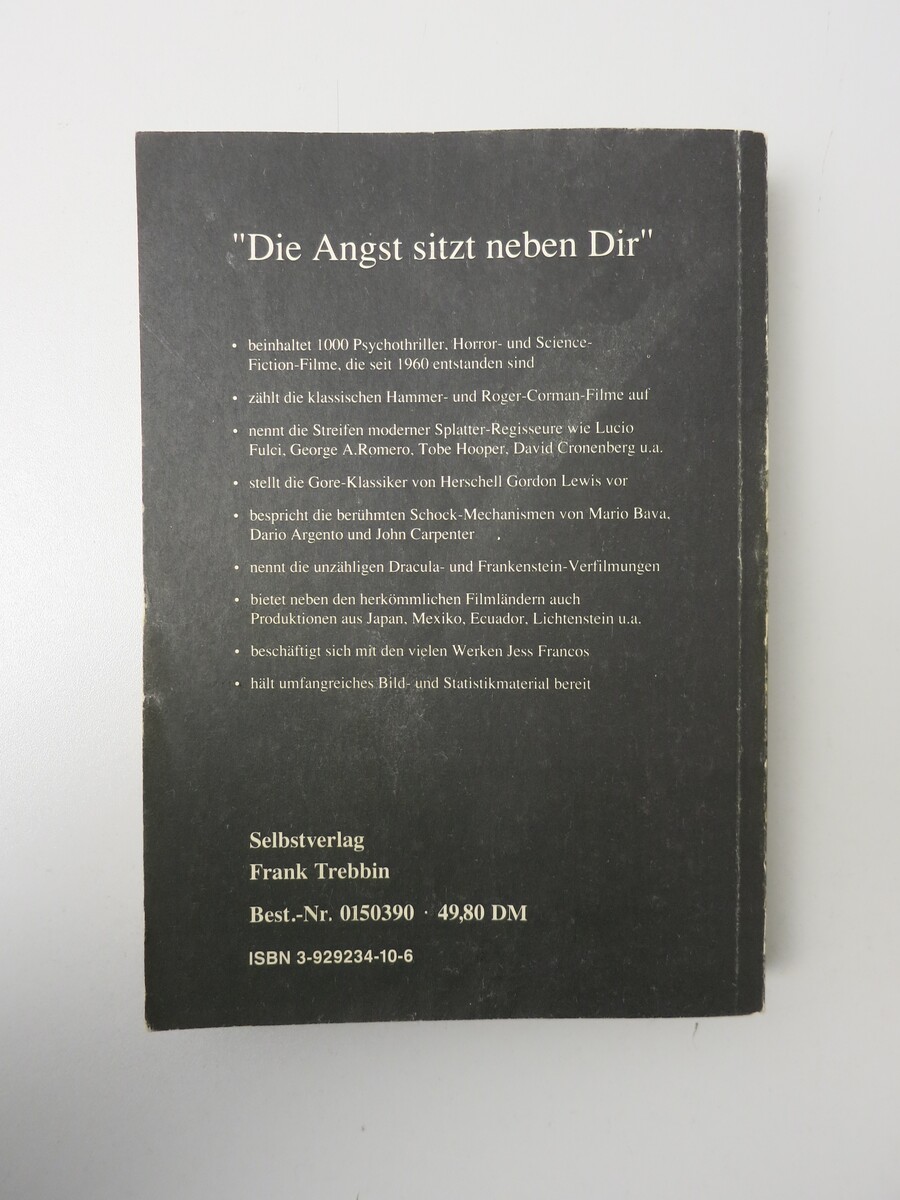 "Die Angst sitzt neben Dir"
• beinhaltet 1000 Psychothriller, Horror- und Science-
Fiction-Filme, die seit 1960 entstanden sind
• zählt die klassischen Hammer- und Roger-Corman-Filme auf
• nennt die Streifen moderner Splatter-Regisseure wie Lucio
Fulci, George A.Romero, Tobe Hooper, David Cronenberg u.a.
• stellt die Gore-Klassiker von Herschell Gordon Lewis vor
• bespricht die berühmten Schock-Mechanismen von Mario Bava,
Dario Argento und John Carpenter
• nennt die unzähligen Dracula- und Frankenstein-Verfilmungen
• bietet neben den herkömmlichen Filmländern auch
Produktionen aus Japan, Mexiko, Ecuador, Lichtenstein u.a.
• beschäftigt sich mit den vielen Werken Jess Francos
• hält umfangreiches Bild- und Statistikmaterial bereit
Selbstverlag
Frank Trebbin
Best.-Nr. 0150390 · 49,80 DM
ISBN 3-929234-10-6